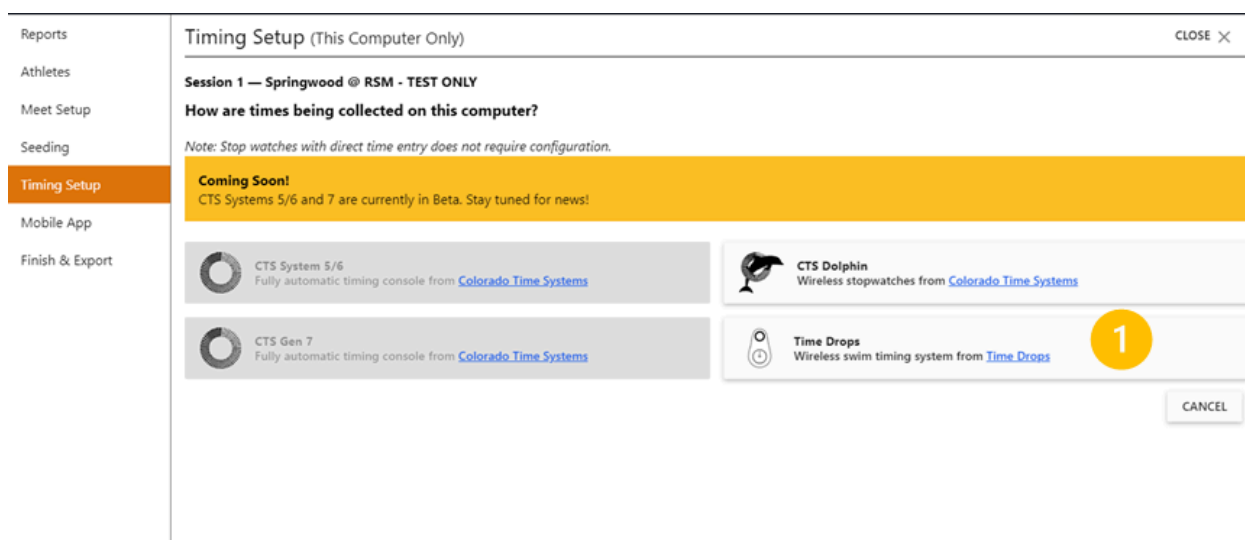 Reports
Athletes
Meet Setup
Seeding
Timing Setup
Mobile App
Finish & Export
Timing Setup (This Computer Only)
CLOSE
Session 1 — Springwood @ RSM - TEST ONLY
How are times being collected on this computer?
Note: Stop watches with direct time entry does not require configuration.
Coming Soon!
CTS Systems 5/6 and 7 are currently in Beta. Stay tuned for news!
CTS System 5/6
Fully automatic timing console from Colorado Time Systems
CTS Dolphin
Wireless stopwatches from Colorado Time Systems
CTS Gen 7
Fully automatic timing console from Colorado Time Systems
Time Drops
Wireless swim timing system from Time Drops
1
CANCEL